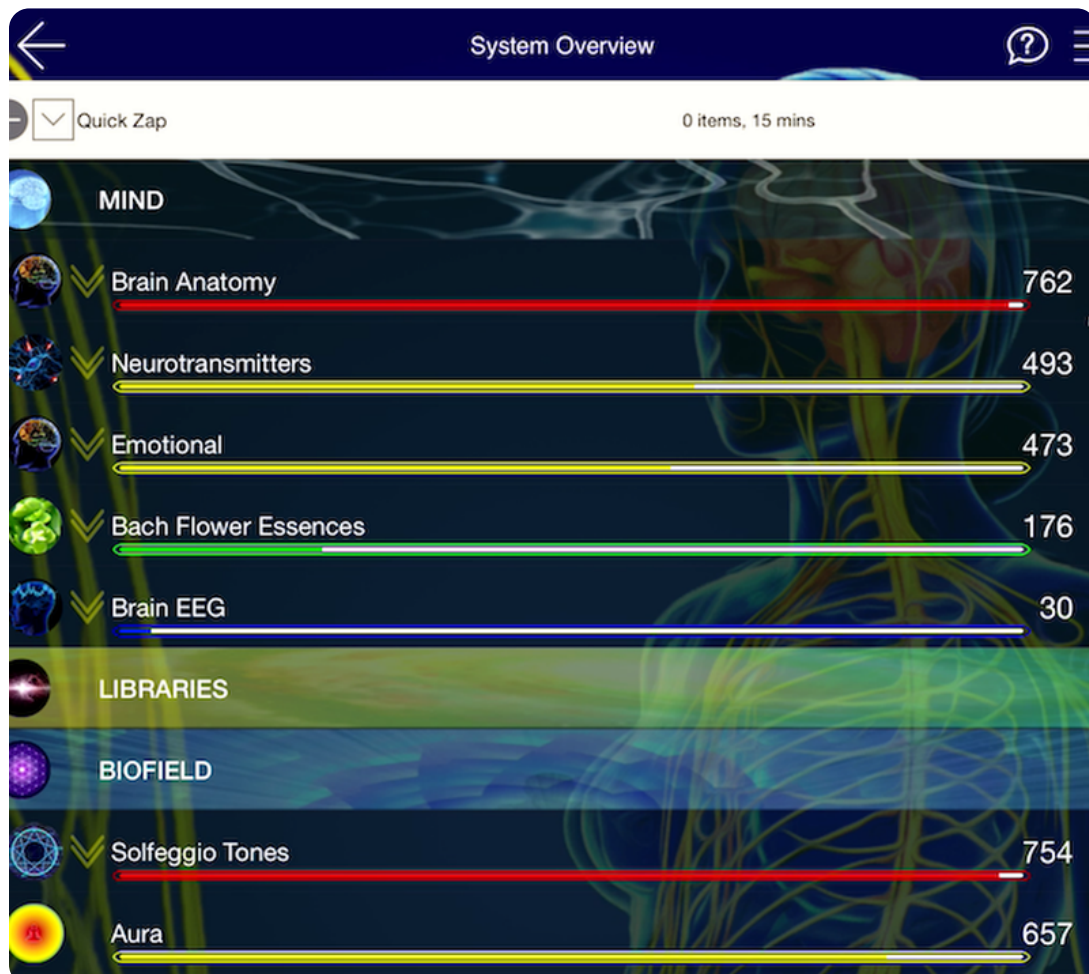 System Overview
Quick Zap 0 items, 15 mins
MIND
Brain Anatomy 762
Neurotransmitters 493
Emotional 473
Bach Flower Essences 176
Brain EEG 30
LIBRARIES
BIOFIELD
Solfeggio Tones 754
Aura 657